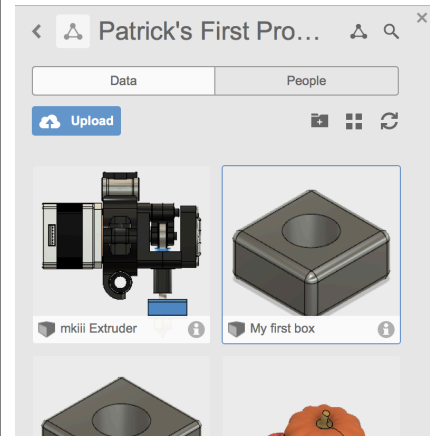 Patrick's First Pro...
Data
People
Upload
mkiii Extruder
My first box